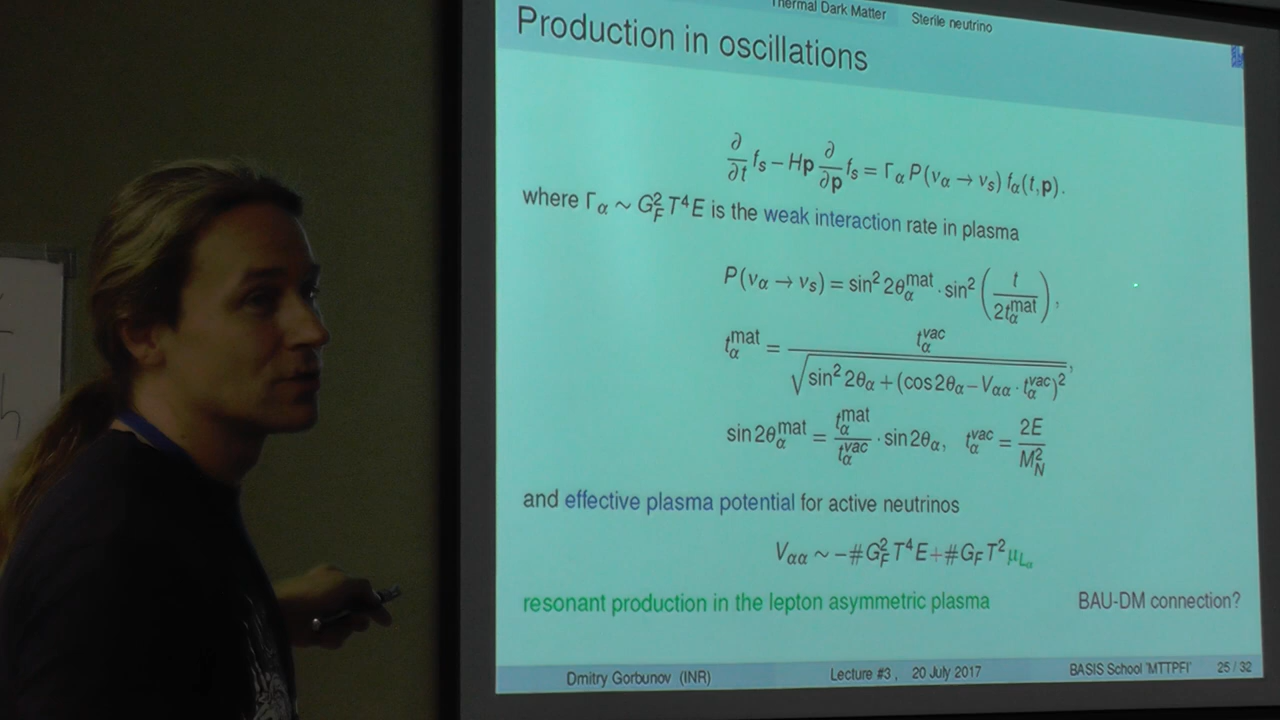 Thermal Dark Matter Sterile neutrino
Production in oscillations
∂/∂t f_s − Hp ∂/∂p f_s = Γ_α P(ν_α → ν_s) f_α(t,p).
where Γ_α ∼ G_F^2 T^4 E is the weak interaction rate in plasma
P(ν_α → ν_s) = sin^2 2θ_α^mat · sin^2 (t / 2t_α^mat),
t_α^mat = t_α^vac / √(sin^2 2θ_α + (cos 2θ_α − V_αα · t_α^vac)^2),
sin 2θ_α^mat = t_α^mat / t_α^vac · sin 2θ_α, t_α^vac = 2E / M_N^2
and effective plasma potential for active neutrinos
V_αα ∼ −#G_F^2 T^4 E + #G_F T^2 μ_L_α
resonant production in the lepton asymmetric plasma BAU-DM connection?
Dmitry Gorbunov (INR) Lecture #3 , 20 July 2017 BASIS School 'MTTPFI' 25 / 32
h